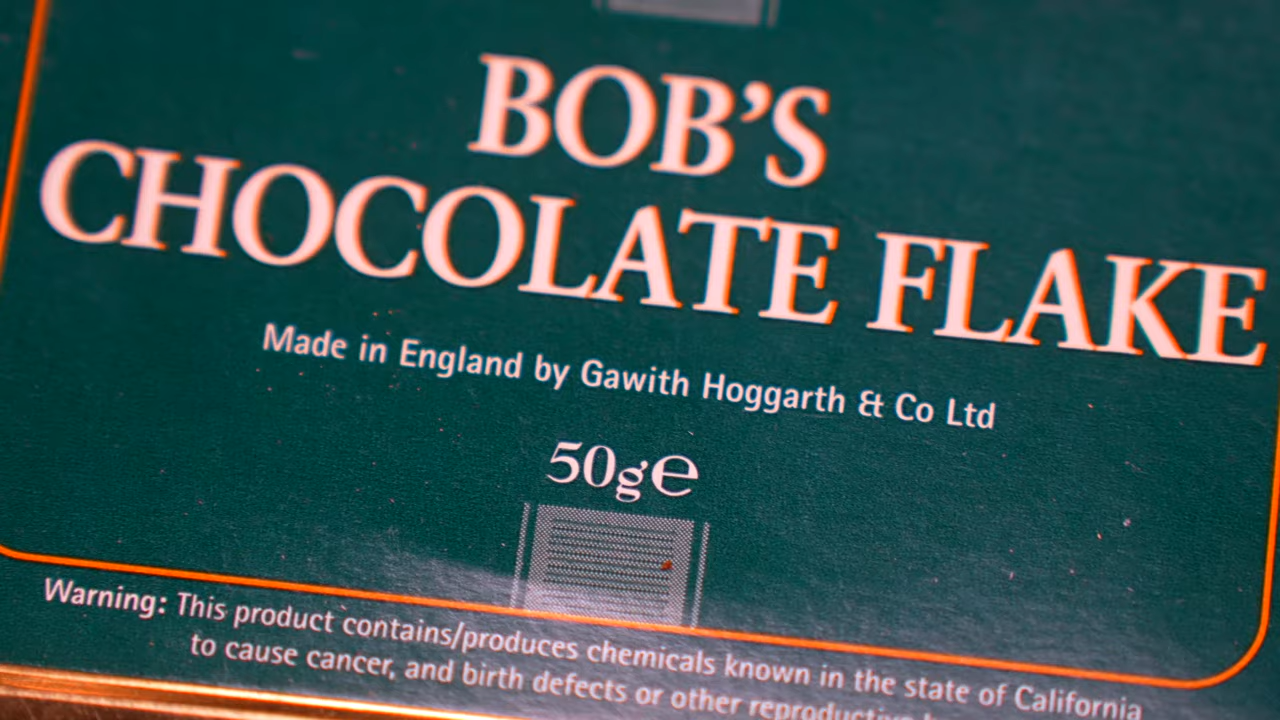 BOB'S
CHOCOLATE FLAKE
Made in England by Gawith Hoggarth & Co Ltd
50g℮
Warning: This product contains/produces chemicals known in the state of California
to cause cancer, and birth defects or other reproductive